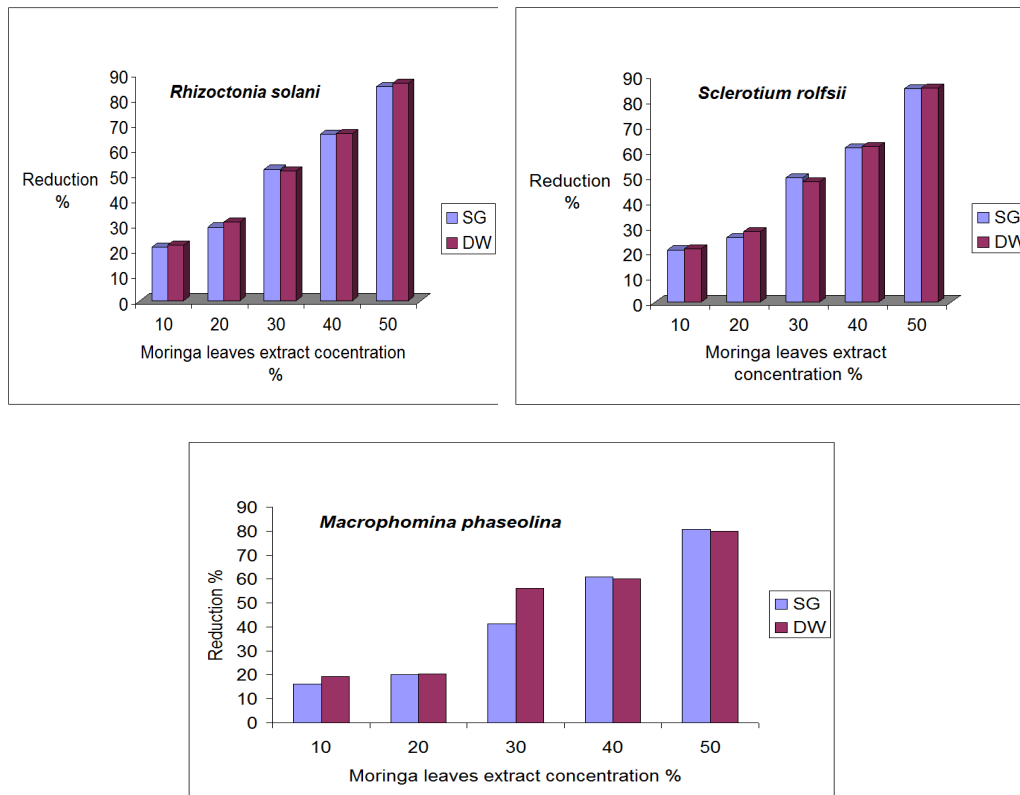 Rhizoctonia solani
90
80
70
60
50
40
30
20
10
0
Reduction
%
10 20 30 40 50
Moringa leaves extract cocentration
%
SG
DW
Sclerotium rolfsii
90
80
70
60
50
40
30
20
10
0
Reduction
%
10 20 30 40 50
Moringa leaves extract
concentration %
SG
DW
Macrophomina phaseolina
90
80
70
60
50
40
30
20
10
0
Reduction %
10 20 30 40 50
Moringa leaves extract concentration %
SG
DW